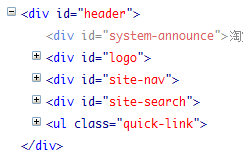 <div id="header">
<div id="system-announce">淘
<div id="logo">
<div id="site-nav">
<div id="site-search">
<ul class="quick-link">
</div>